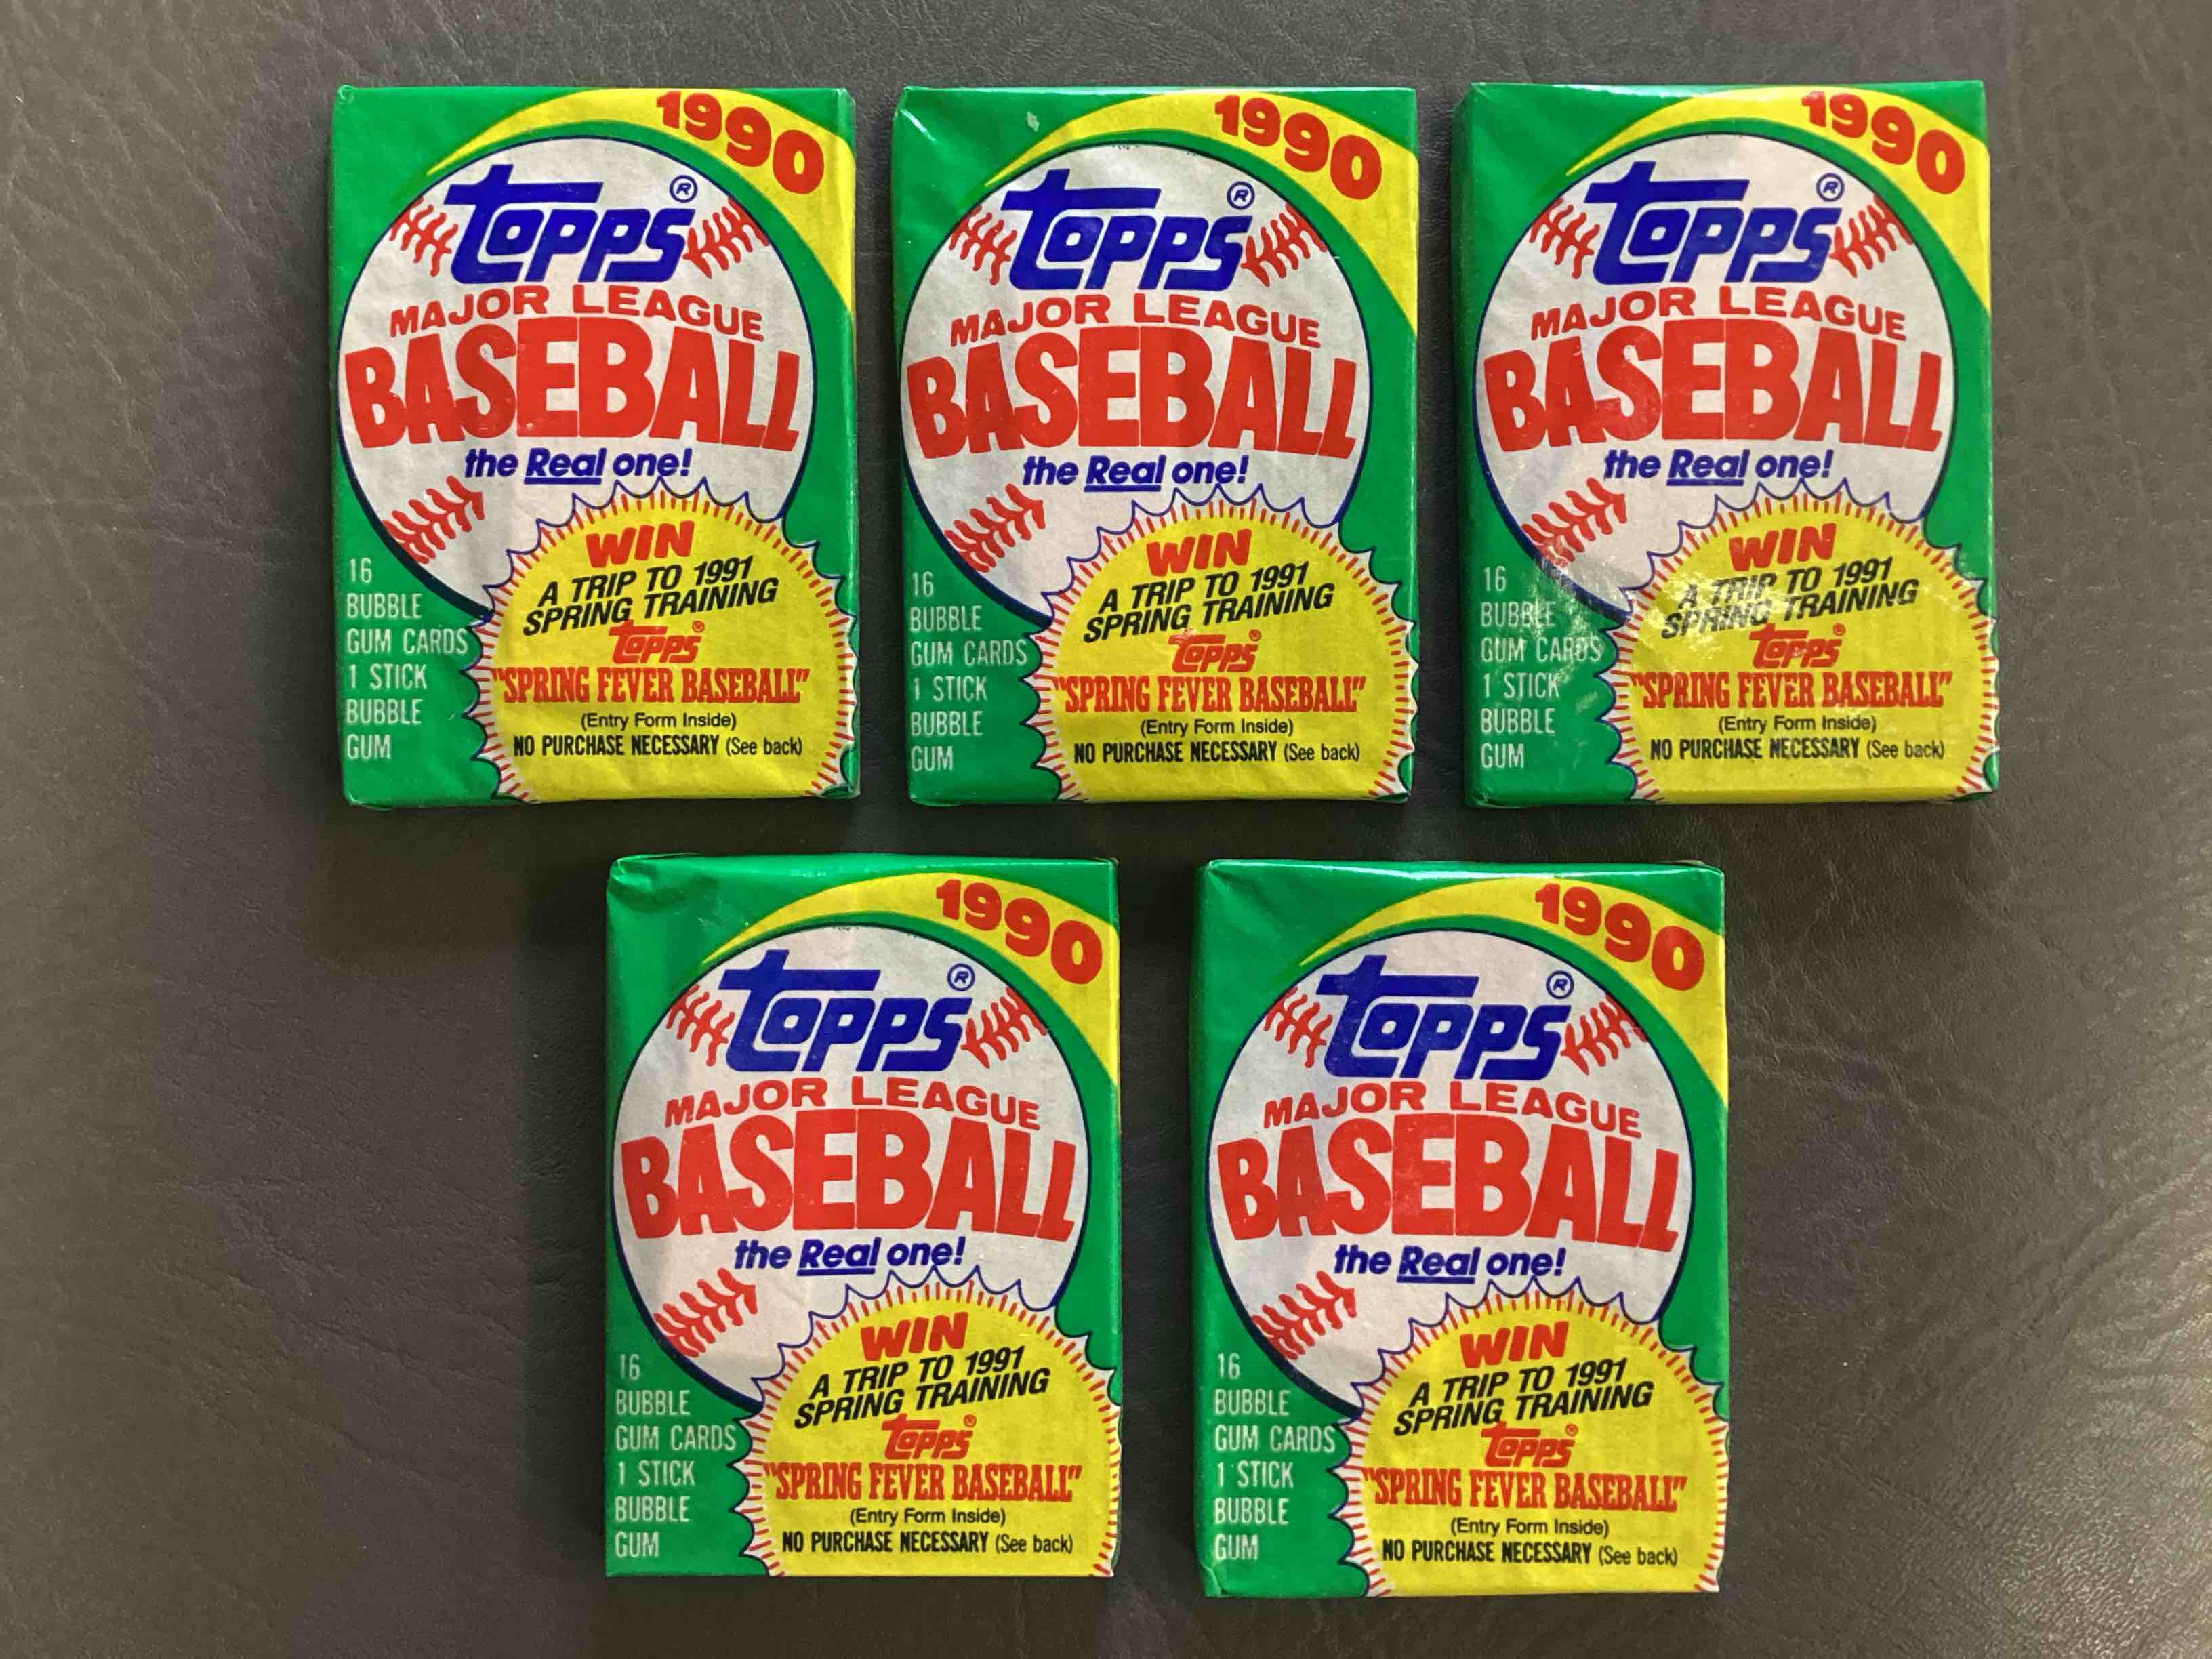 1990
Topps®
MAJOR LEAGUE
BASEBALL
the Real one!
16
BUBBLE
GUM CARDS
1 STICK
BUBBLE
GUM
WIN
A TRIP TO 1991
SPRING TRAINING
Topps®
"SPRING FEVER BASEBALL"
(Entry Form Inside)
NO PURCHASE NECESSARY (See back)
1990
Topps®
MAJOR LEAGUE
BASEBALL
the Real one!
16
BUBBLE
GUM CARDS
1 STICK
BUBBLE
GUM
WIN
A TRIP TO 1991
SPRING TRAINING
Topps®
"SPRING FEVER BASEBALL"
(Entry Form Inside)
NO PURCHASE NECESSARY (See back)
1990
Topps®
MAJOR LEAGUE
BASEBALL
the Real one!
16
BUBBLE
GUM CARDS
1 STICK
BUBBLE
GUM
WIN
A TRIP TO 1991
SPRING TRAINING
Topps®
"SPRING FEVER BASEBALL"
(Entry Form Inside)
NO PURCHASE NECESSARY (See back)
1990
Topps®
MAJOR LEAGUE
BASEBALL
the Real one!
16
BUBBLE
GUM CARDS
1 STICK
BUBBLE
GUM
WIN
A TRIP TO 1991
SPRING TRAINING
Topps®
"SPRING FEVER BASEBALL"
(Entry Form Inside)
NO PURCHASE NECESSARY (See back)
1990
Topps®
MAJOR LEAGUE
BASEBALL
the Real one!
16
BUBBLE
GUM CARDS
1 STICK
BUBBLE
GUM
WIN
A TRIP TO 1991
SPRING TRAINING
Topps®
"SPRING FEVER BASEBALL"
(Entry Form Inside)
NO PURCHASE NECESSARY (See back)